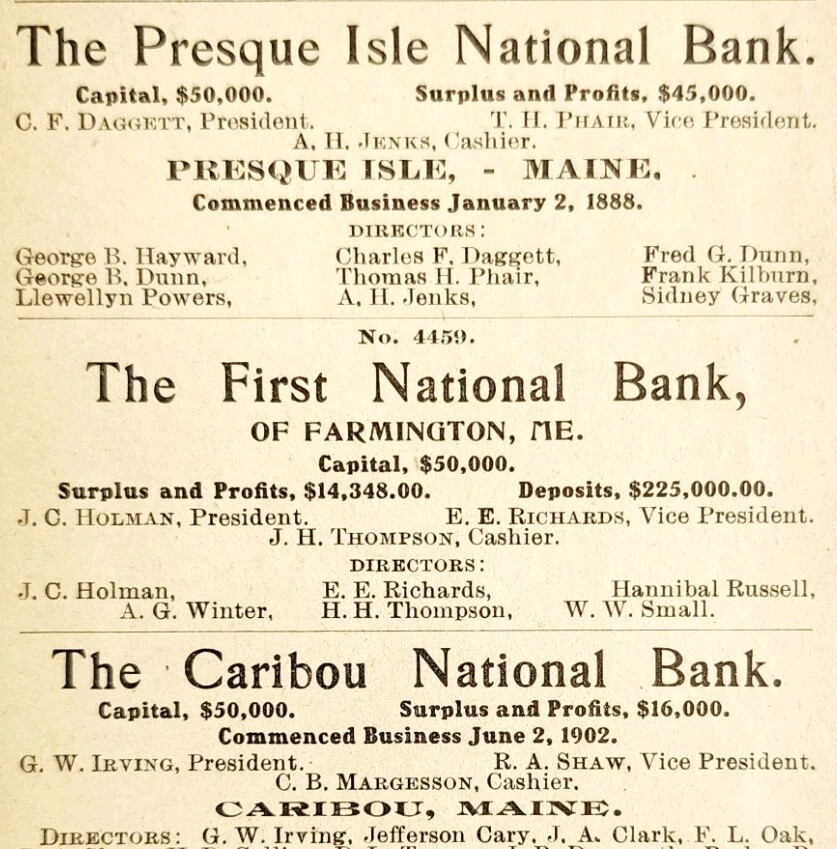 The Presque Isle National Bank.
Capital, $50,000. Surplus and Profits, $45,000.
C. F. DAGGETT, President. T. H. PHAIR, Vice President.
A. H. JENKS, Cashier.
PRESQUE ISLE, - MAINE.
Commenced Business January 2, 1888.
DIRECTORS:
George B. Hayward, Charles F. Daggett, Fred G. Dunn,
George B. Dunn, Thomas H. Phair, Frank Kilburn,
Llewellyn Powers, A. H. Jenks, Sidney Graves,
No. 4459.
The First National Bank,
OF FARMINGTON, ME.
Capital, $50,000.
Surplus and Profits, $14,348.00. Deposits, $225,000.00.
J. C. HOLMAN, President. E. E. RICHARDS, Vice President.
J. H. THOMPSON, Cashier.
DIRECTORS:
J. C. Holman, E. E. Richards, Hannibal Russell,
A. G. Winter, H. H. Thompson, W. W. Small.
The Caribou National Bank.
Capital, $50,000. Surplus and Profits, $16,000.
Commenced Business June 2, 1902.
G. W. IRVING, President. R. A. SHAW, Vice President.
C. B. MARGESSON, Cashier.
CARIBOU, MAINE.
DIRECTORS: G. W. Irving, Jefferson Cary, J. A. Clark, F. L. Oak,